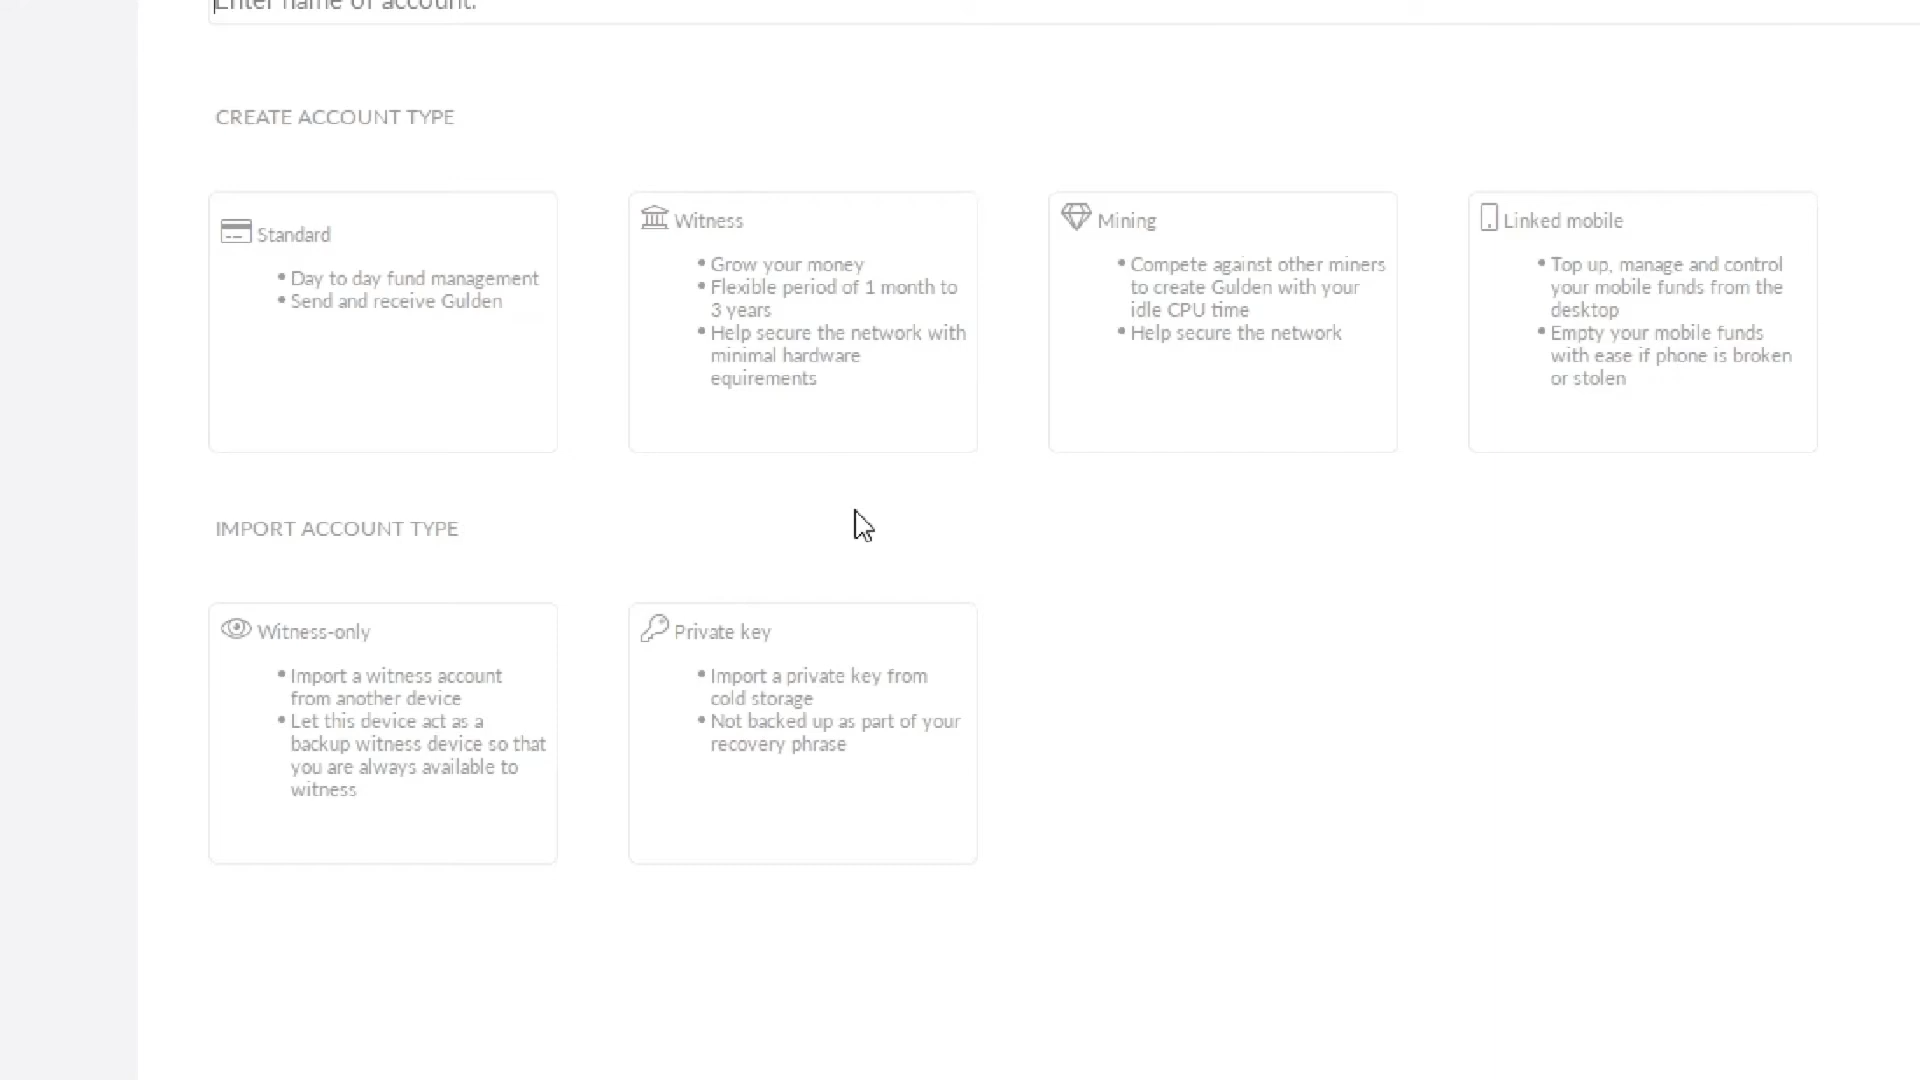 Enter name of account.
CREATE ACCOUNT TYPE
Standard
• Day to day fund management
• Send and receive Gulden
Witness
• Grow your money
• Flexible period of 1 month to
3 years
• Help secure the network with
minimal hardware
equirements
Mining
• Compete against other miners
to create Gulden with your
idle CPU time
• Help secure the network
Linked mobile
• Top up, manage and control
your mobile funds from the
desktop
• Empty your mobile funds
with ease if phone is broken
or stolen
IMPORT ACCOUNT TYPE
Witness-only
• Import a witness account
from another device
• Let this device act as a
backup witness device so that
you are always available to
witness
Private key
• Import a private key from
cold storage
• Not backed up as part of your
recovery phrase